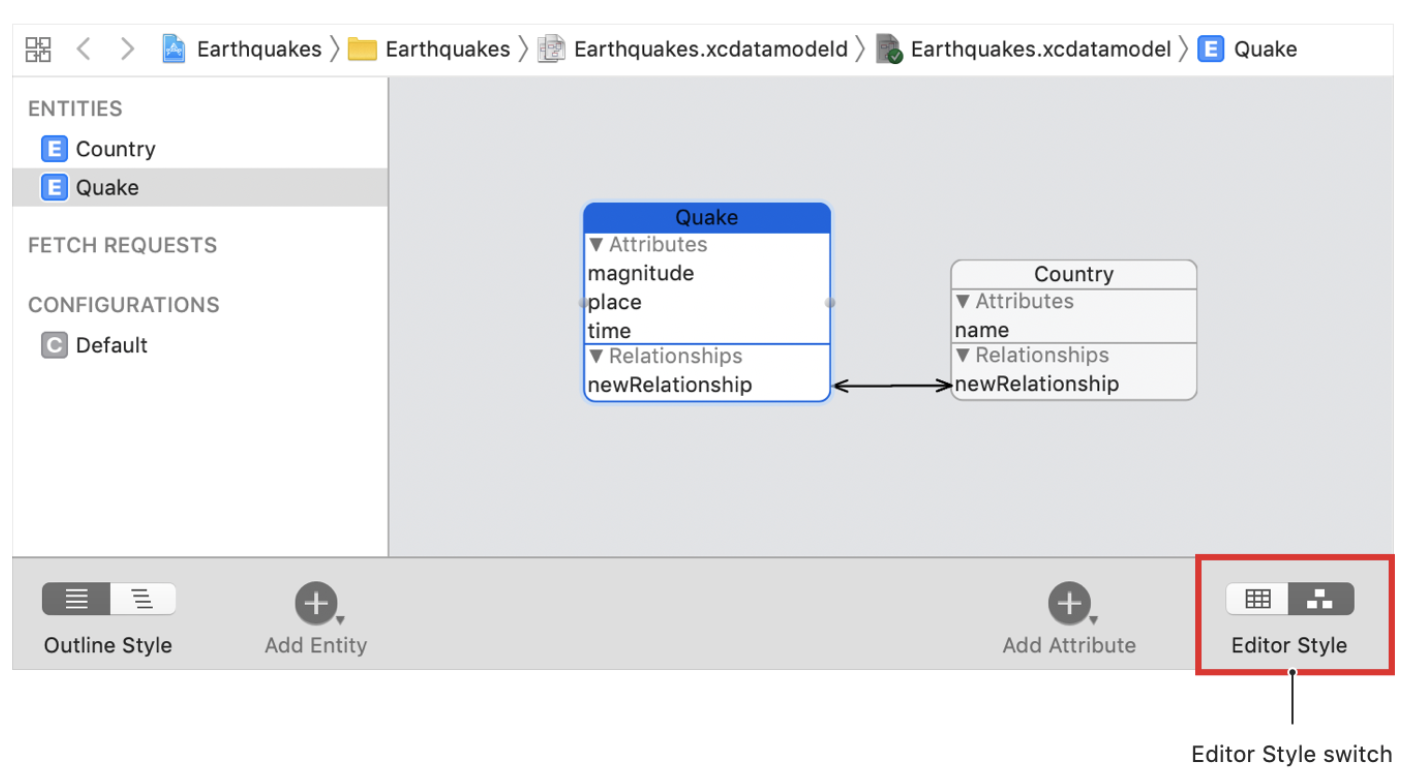 Earthquakes 〉 Earthquakes 〉 Earthquakes.xcdatamodeld 〉 Earthquakes.xcdatamodel 〉 E Quake
ENTITIES
E Country
E Quake
FETCH REQUESTS
CONFIGURATIONS
C Default
Quake
▼ Attributes
magnitude
place
time
▼ Relationships
newRelationship
Country
▼ Attributes
name
▼ Relationships
newRelationship
Outline Style
Add Entity
Add Attribute
Editor Style
Editor Style switch